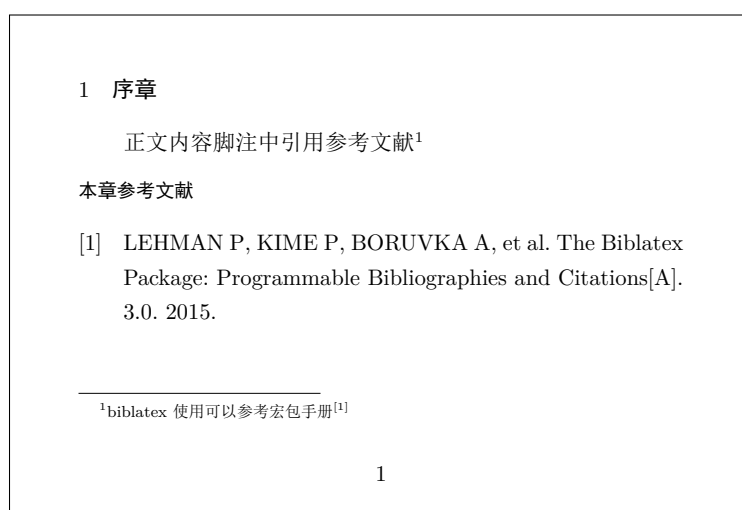 1 序章
正文内容脚注中引用参考文献1
本章参考文献
[1] LEHMAN P, KIME P, BORUVKA A, et al. The Biblatex
Package: Programmable Bibliographies and Citations[A].
3.0. 2015.
1biblatex 使用可以参考宏包手册[1]
1